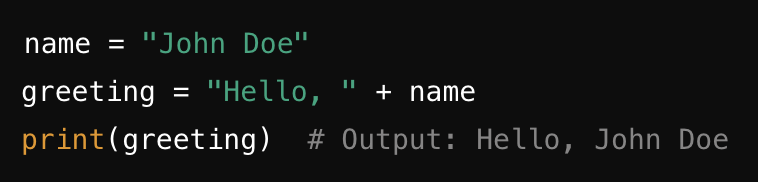 name = "John Doe"
greeting = "Hello, " + name
print(greeting)  # Output: Hello, John Doe